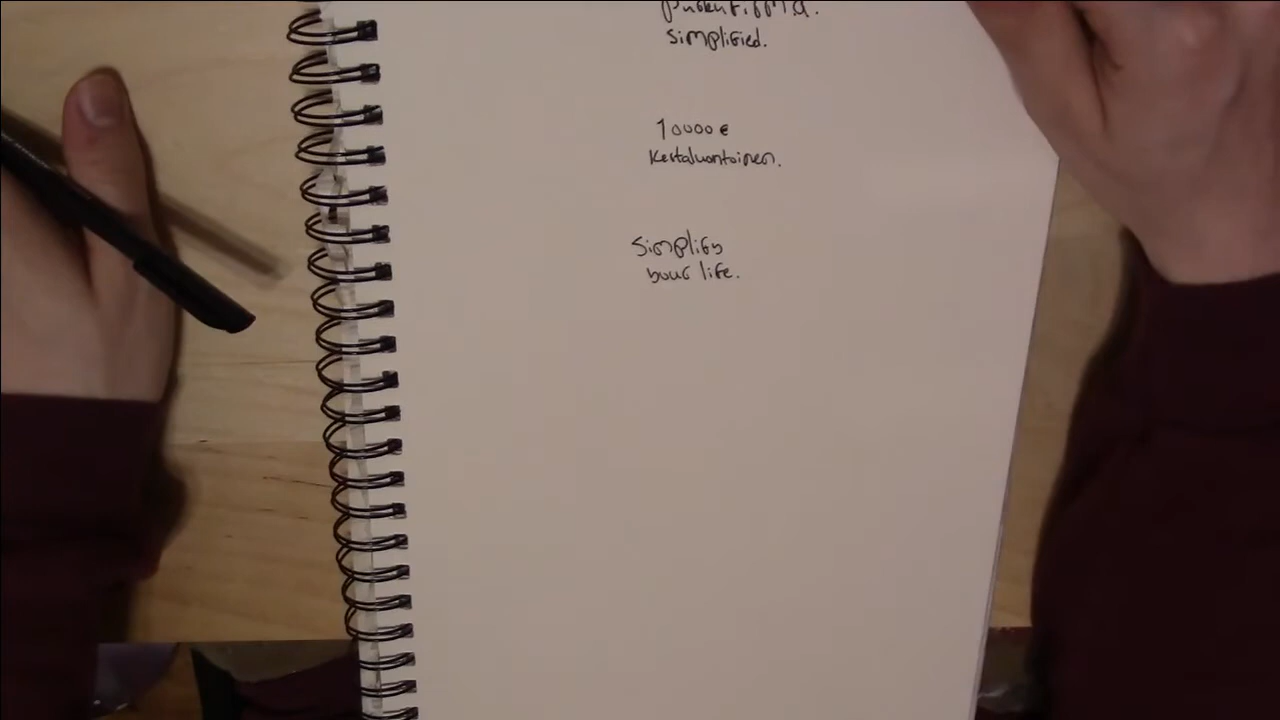 simplified.
10000 €
Kertaluontoinen.
Simplify
your life.